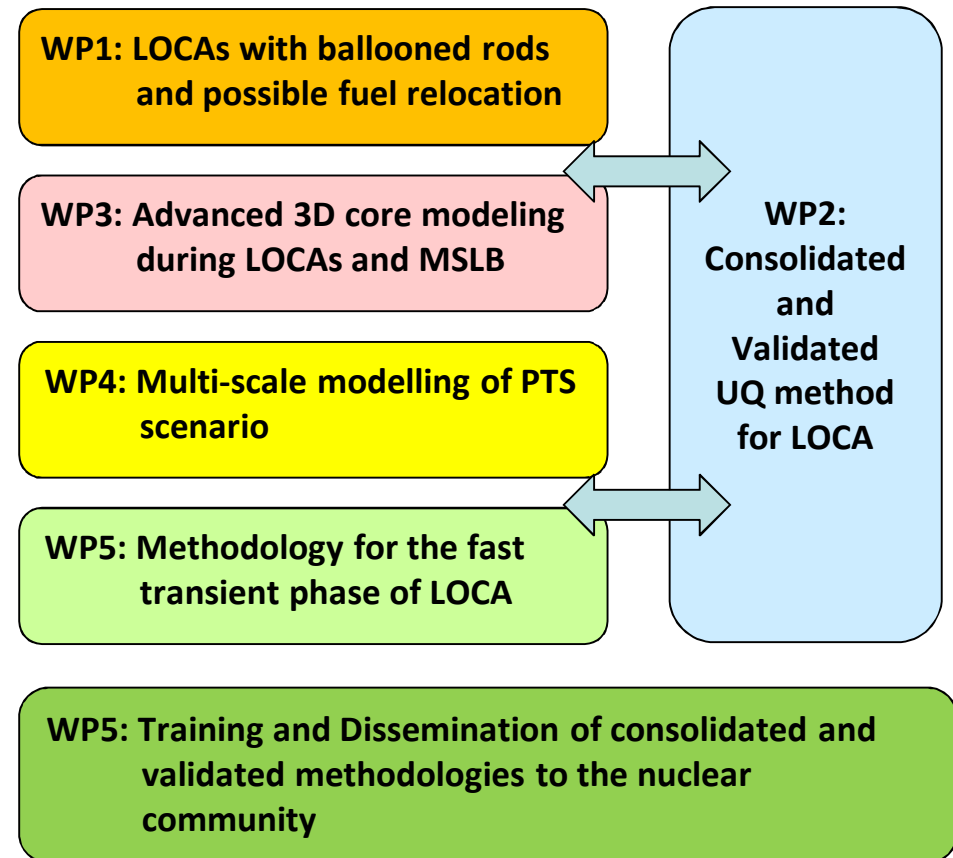 WP1: LOCAs with ballooned rods
and possible fuel relocation
WP3: Advanced 3D core modeling
during LOCAs and MSLB
WP4: Multi-scale modelling of PTS
scenario
WP5: Methodology for the fast
transient phase of LOCA
WP2:
Consolidated
and
Validated
UQ method
for LOCA
WP5: Training and Dissemination of consolidated and
validated methodologies to the nuclear
community